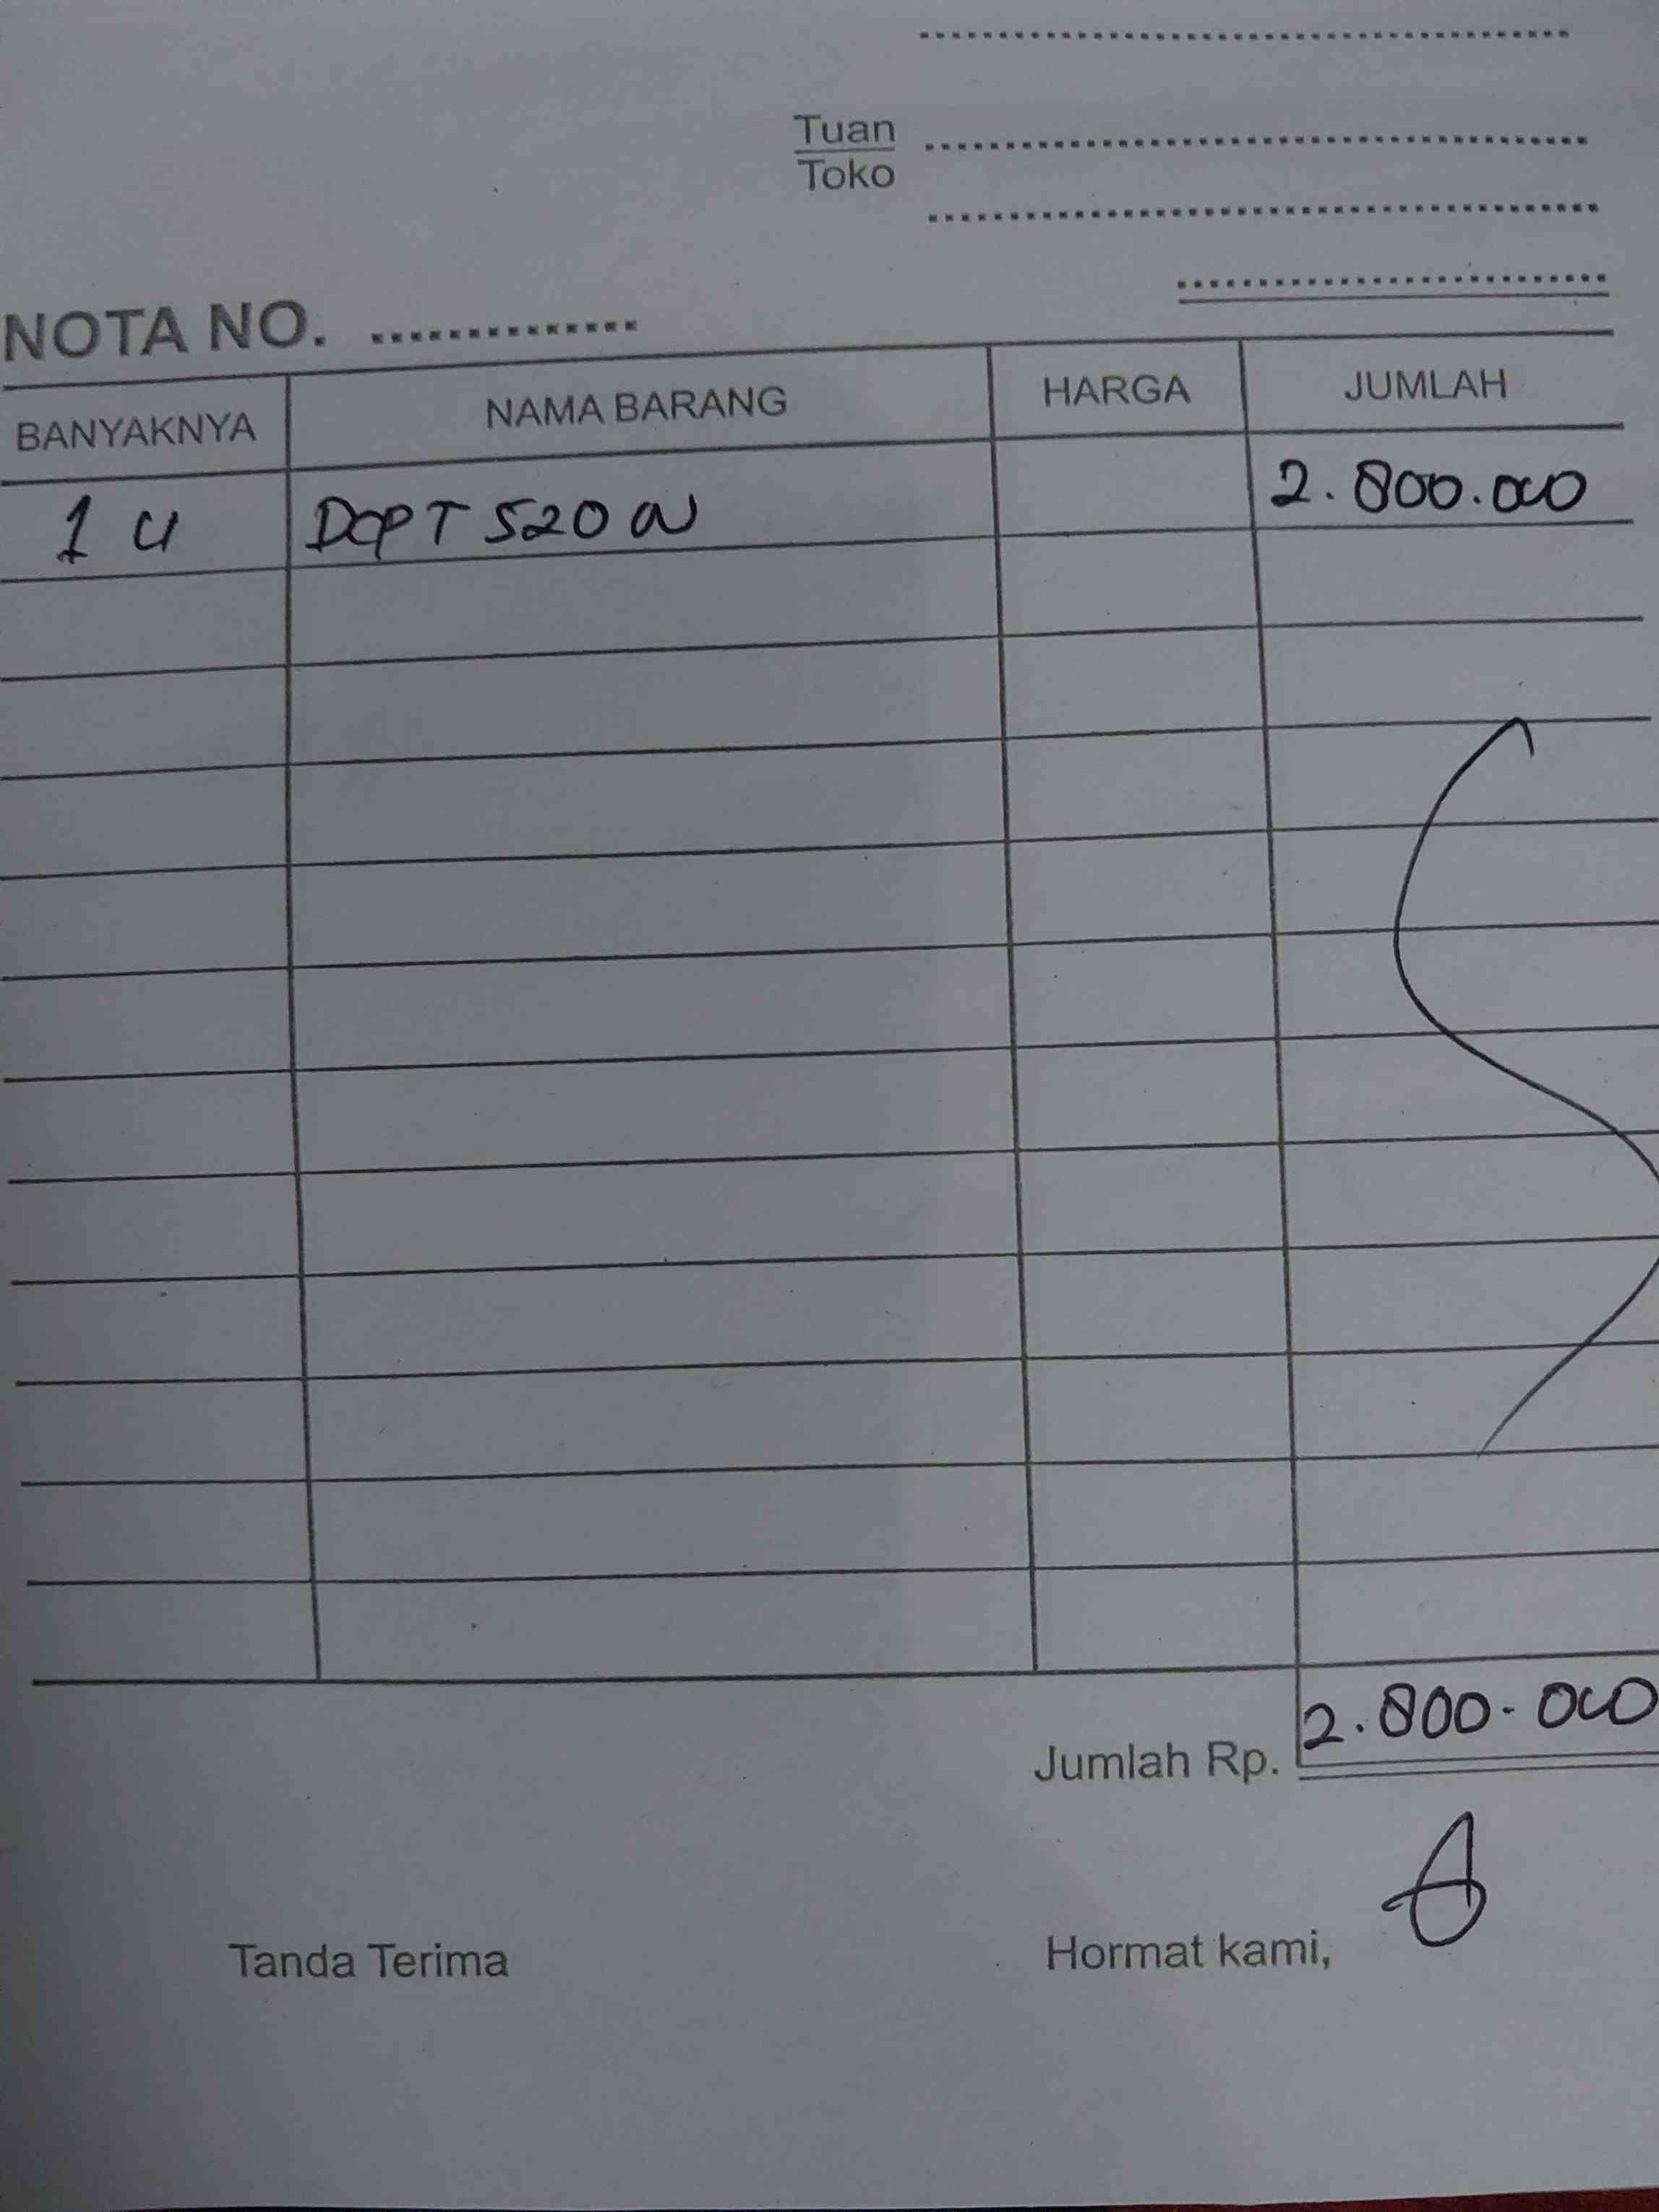 Tuan
Toko
NOTA NO.
BANYAKNYA NAMA BARANG HARGA JUMLAH
1 U DCP T 520 W 2.800.000
Jumlah Rp. 2.800.000
Tanda Terima Hormat kami,